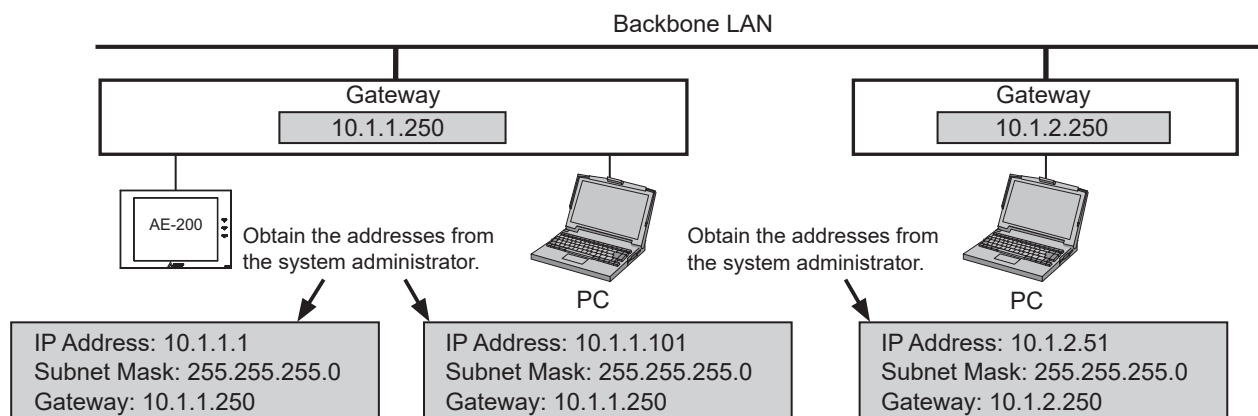 Backbone LAN
Gateway
10.1.1.250
Gateway
10.1.2.250
AE-200
Obtain the addresses from
the system administrator.
PC
Obtain the addresses from
the system administrator.
PC
IP Address: 10.1.1.1
Subnet Mask: 255.255.255.0
Gateway: 10.1.1.250
IP Address: 10.1.1.101
Subnet Mask: 255.255.255.0
Gateway: 10.1.1.250
IP Address: 10.1.2.51
Subnet Mask: 255.255.255.0
Gateway: 10.1.2.250